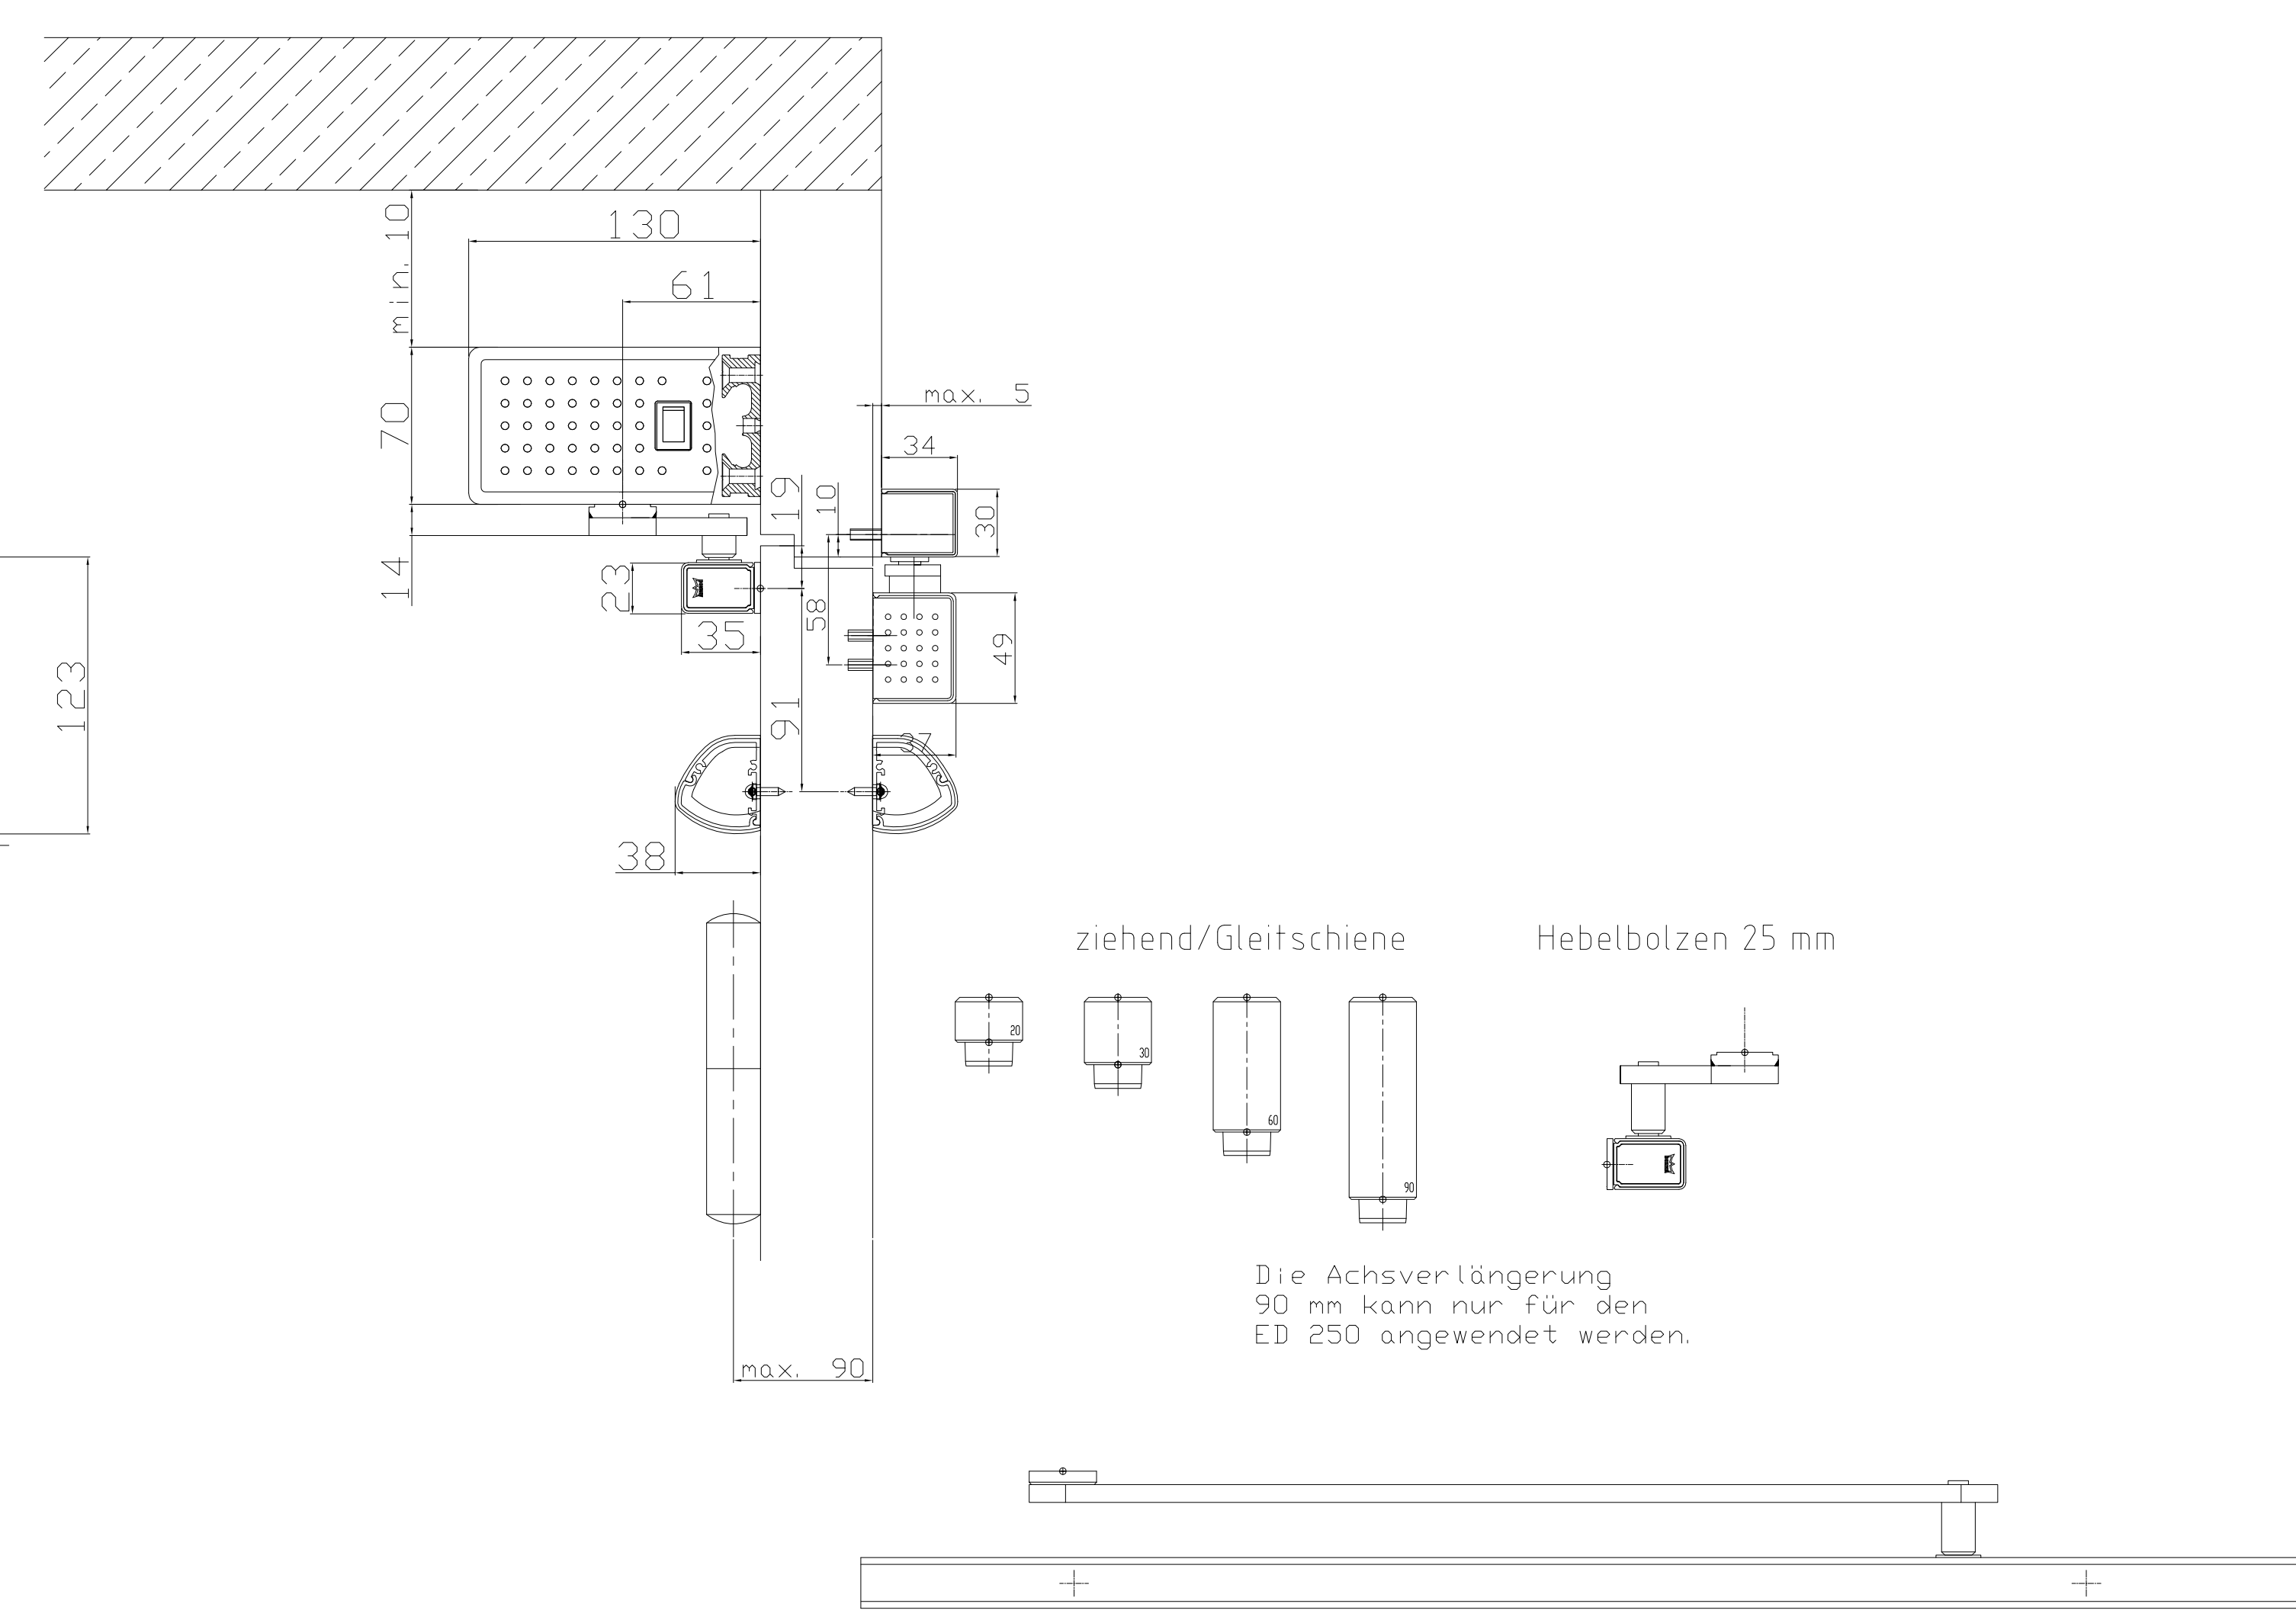 min. 10
130
61
70
max. 5
34
19
10
30
14
123
23
58
35
49
91
37
38
ziehend/Gleitschiene
Hebelbolzen 25 mm
20
30
60
90
Die Achsverlängerung
90 mm kann nur für den
ED 250 angewendet werden.
max. 90